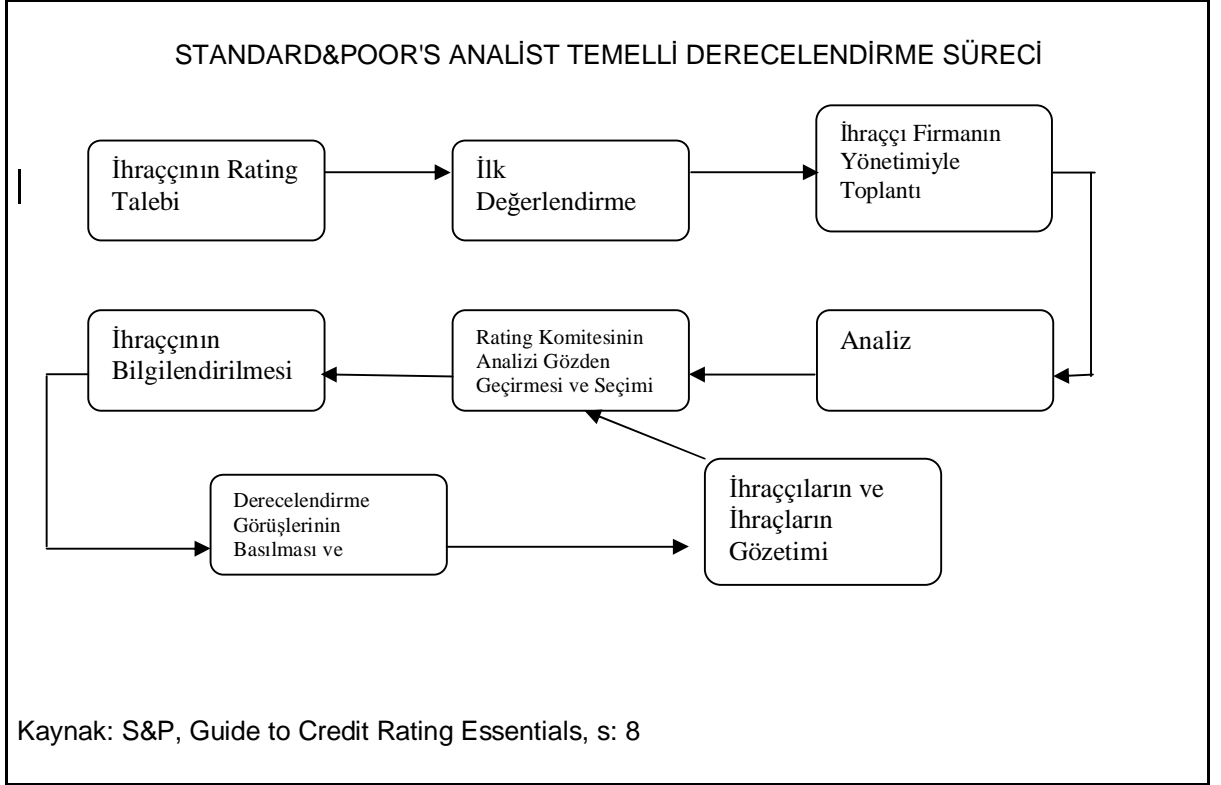 STANDARD&POOR'S ANALİST TEMELLİ DERECELENDİRME SÜRECİ
İhraççının Rating
Talebi
İlk
Değerlendirme
İhraççı Firmanın
Yönetimiyle
Toplantı
Analiz
Rating Komitesinin
Analizi Gözden
Geçirmesi ve Seçimi
İhraççının
Bilgilendirilmesi
Derecelendirme
Görüşlerinin
Basılması ve
İhraççıların ve
İhraçların
Gözetimi
Kaynak: S&P, Guide to Credit Rating Essentials, s: 8